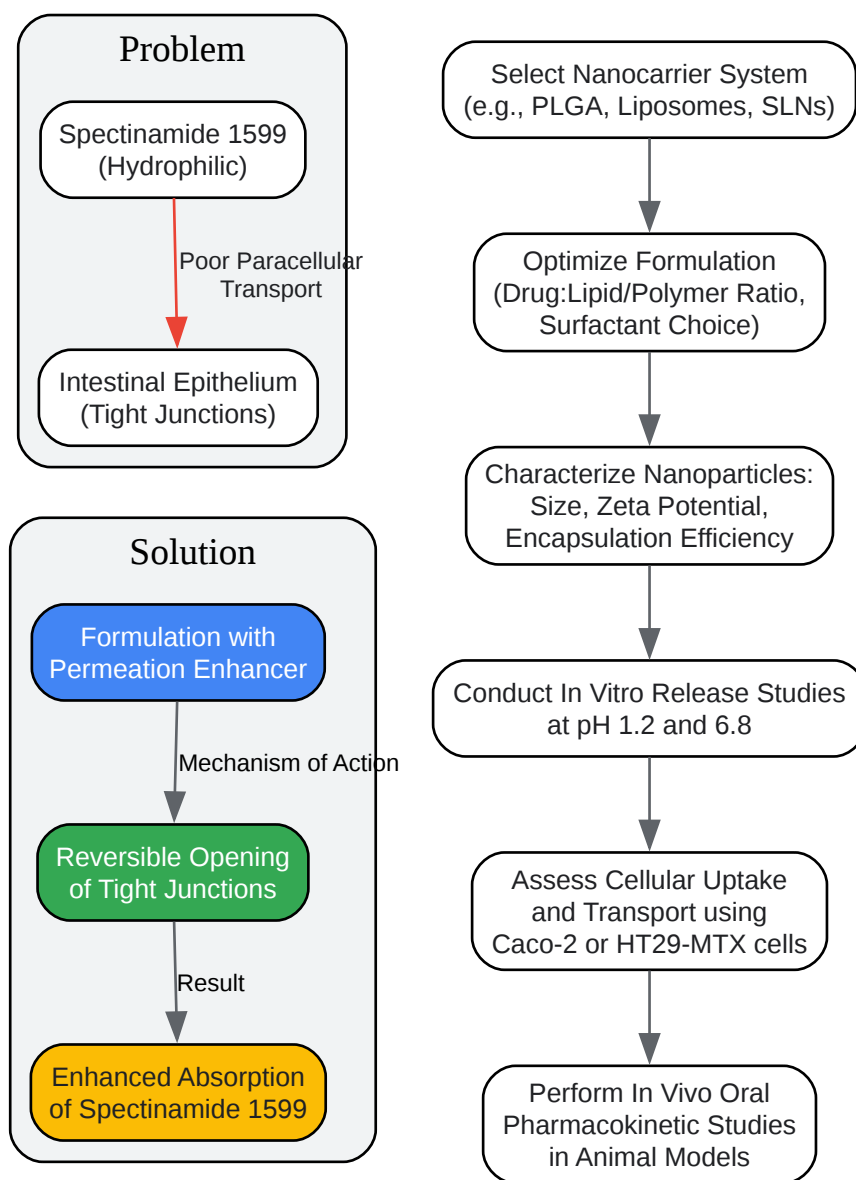 Problem
Spectinamide 1599
(Hydrophilic)
Poor Paracellular
Transport
Intestinal Epithelium
(Tight Junctions)
Solution
Formulation with
Permeation Enhancer
Mechanism of Action
Reversible Opening
of Tight Junctions
Result
Enhanced Absorption
of Spectinamide 1599
Select Nanocarrier System
(e.g., PLGA, Liposomes, SLNs)
Optimize Formulation
(Drug:Lipid/Polymer Ratio,
Surfactant Choice)
Characterize Nanoparticles:
Size, Zeta Potential,
Encapsulation Efficiency
Conduct In Vitro Release Studies
at pH 1.2 and 6.8
Assess Cellular Uptake
and Transport using
Caco-2 or HT29-MTX cells
Perform In Vivo Oral
Pharmacokinetic Studies
in Animal Models